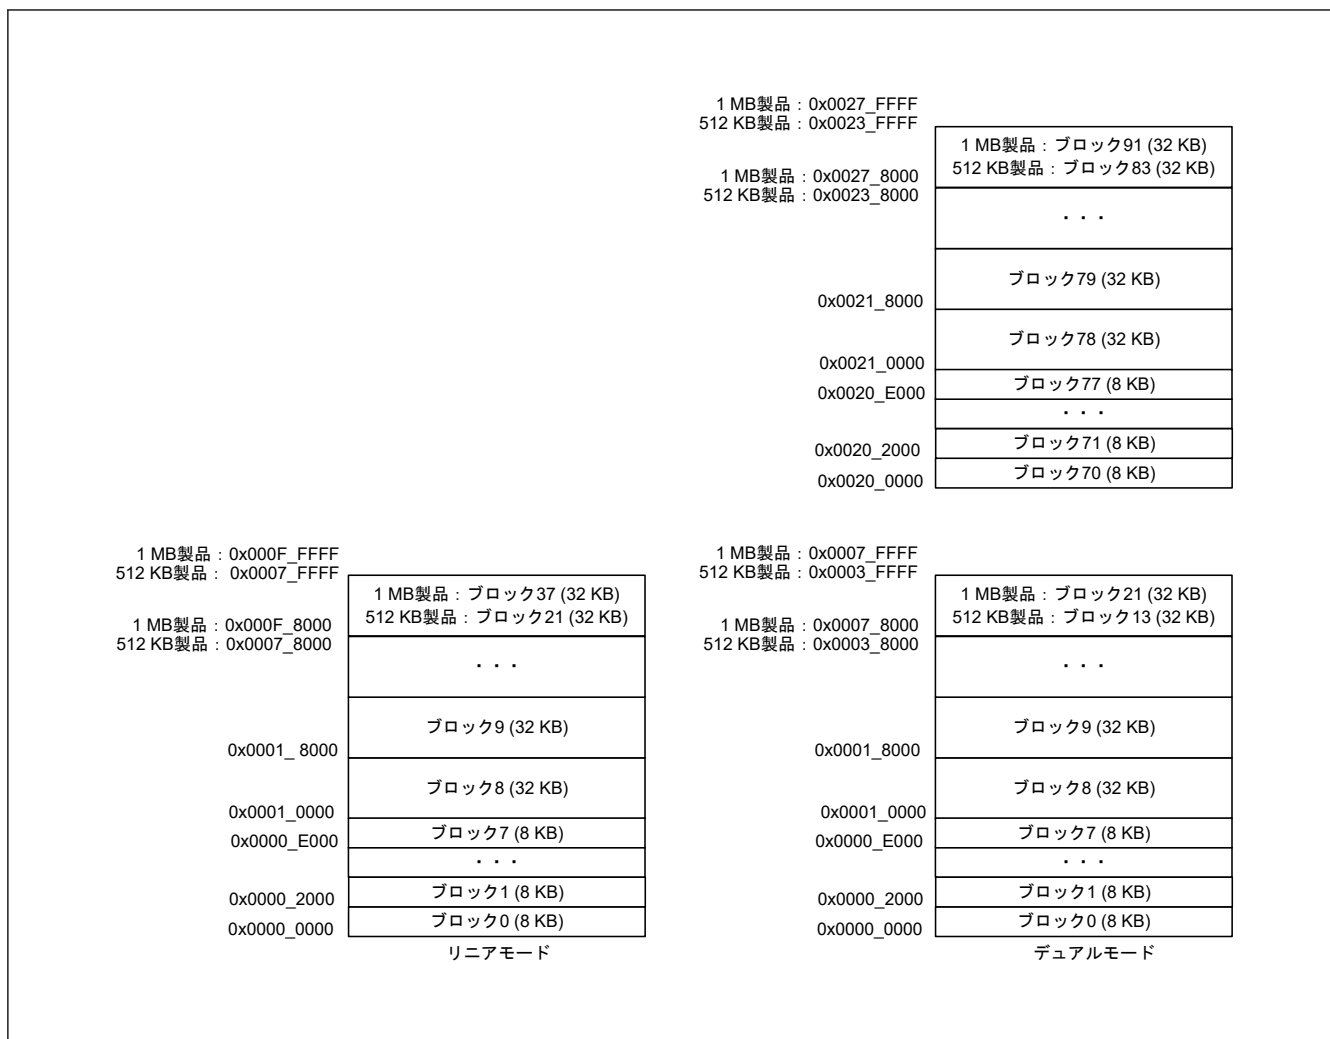 1 MB製品：0x0027_FFFF
512 KB製品：0x0023_FFFF
1 MB製品：ブロック91 (32 KB)
512 KB製品：ブロック83 (32 KB)
1 MB製品：0x0027_8000
512 KB製品：0x0023_8000
・・・
ブロック79 (32 KB)
0x0021_8000
ブロック78 (32 KB)
0x0021_0000
ブロック77 (8 KB)
0x0020_E000
・・・
ブロック71 (8 KB)
0x0020_2000
ブロック70 (8 KB)
0x0020_0000
1 MB製品：0x000F_FFFF
512 KB製品： 0x0007_FFFF
1 MB製品：ブロック37 (32 KB)
512 KB製品：ブロック21 (32 KB)
1 MB製品：0x000F_8000
512 KB製品：0x0007_8000
・・・
ブロック9 (32 KB)
0x0001_ 8000
ブロック8 (32 KB)
0x0001_0000
ブロック7 (8 KB)
0x0000_E000
・・・
ブロック1 (8 KB)
0x0000_2000
ブロック0 (8 KB)
0x0000_0000
リニアモード
1 MB製品：0x0007_FFFF
512 KB製品：0x0003_FFFF
1 MB製品：ブロック21 (32 KB)
512 KB製品：ブロック13 (32 KB)
1 MB製品：0x0007_8000
512 KB製品：0x0003_8000
・・・
ブロック9 (32 KB)
0x0001_8000
ブロック8 (32 KB)
0x0001_0000
ブロック7 (8 KB)
0x0000_E000
・・・
ブロック1 (8 KB)
0x0000_2000
ブロック0 (8 KB)
0x0000_0000
デュアルモード